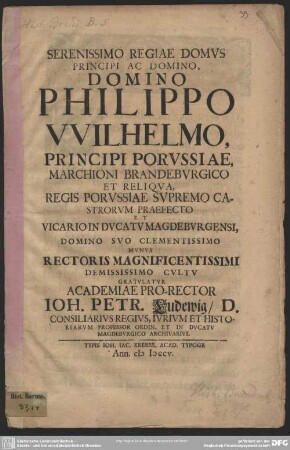 SERENISSIMO REGIAE DOMVS
PRINCIPI AC DOMINO,
DOMINO
PHILIPPO
VVILHELMO,
PRINCIPI PORVSSIAE,
MARCHIONI BRANDEBVRGICO
ET RELIQVA,
REGIS PORVSSIAE SVPREMO CA-
STRORVM PRAEFECTO
ET
VICARIO IN DVCATV MAGDEBVRGENSI,
DOMINO SVO CLEMENTISSIMO
MVNVS
RECTORIS MAGNIFICENTISSIMI
DEMISSISSIMO CVLTV
GRATVLATVR
ACADEMIAE PRO-RECTOR
IOH. PETR. Ludewig / D.
CONSILIARIVS REGIVS, IVRIVM ET HISTO-
RIARVM PROFESSOR ORDIN. ET IN DVCATV
MAGDEBVRGICO ARCHIVARIVS.
TYPIS IOH. IAC. KREBSII, ACAD. TYPOGR
Ann. cIɔ Iɔccv.
Hist. Boruss.